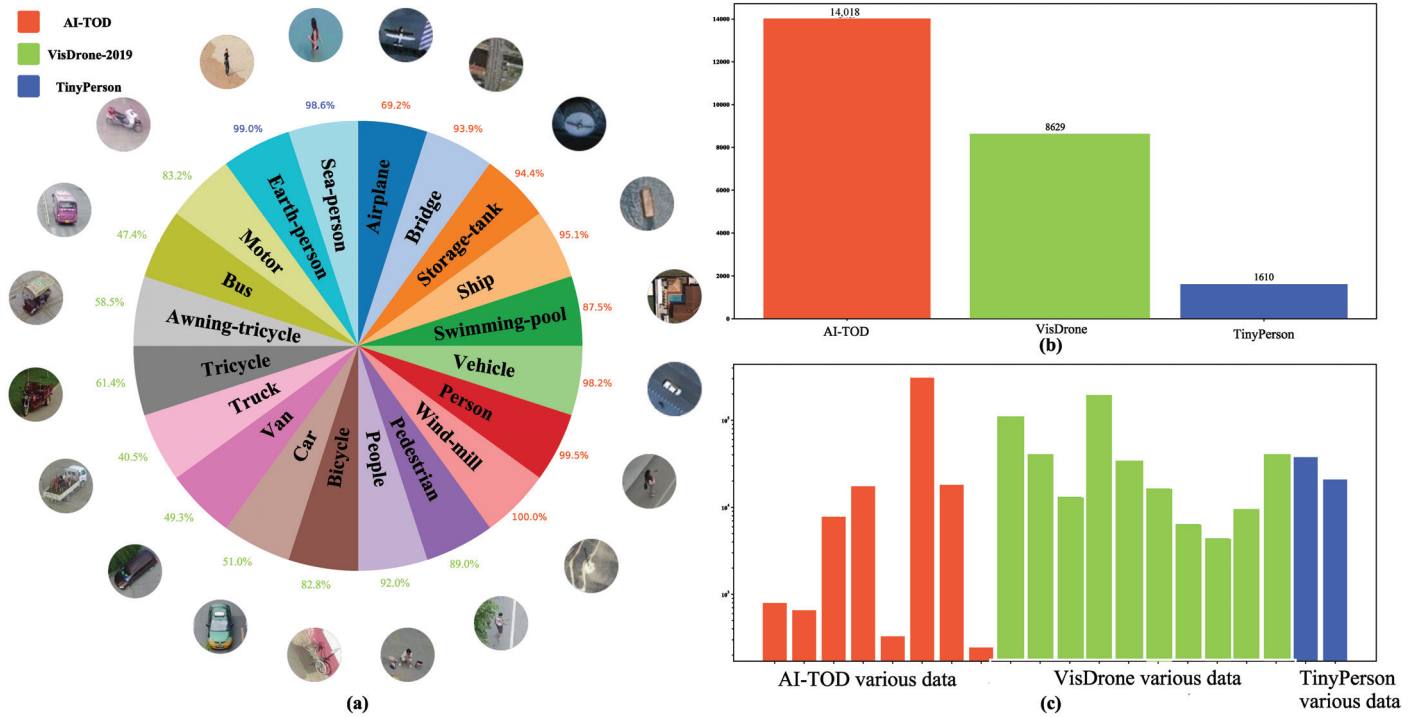 AI-TOD
VisDrone-2019
TinyPerson
98.6%
69.2%
99.0%
93.9%
83.2%
94.4%
47.4%
95.1%
58.5%
87.5%
61.4%
98.2%
40.5%
99.5%
49.3%
100.0%
51.0%
89.0%
82.8%
92.0%
Sea-person
Airplane
Earth-person
Bridge
Motor
Storage-tank
Bus
Ship
Awning-tricycle
Swimming-pool
Tricycle
Vehicle
Truck
Person
Van
Wind-mill
Car
Pedestrian
Bicycle
People
(a)
14,018
14000
12000
10000
8629
8000
6000
4000
2000
1610
0
AI-TOD
VisDrone
TinyPerson
(b)
AI-TOD various data
VisDrone various data
TinyPerson
various data
(c)